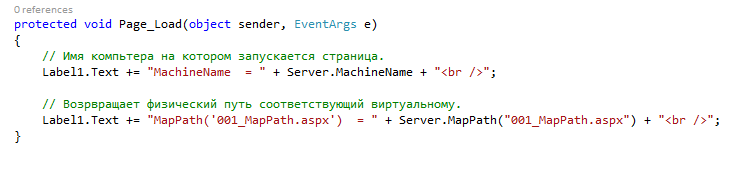 0 references
protected void Page_Load(object sender, EventArgs e)
{
// Имя компьтера на котором запускается страница.
Label1.Text += "MachineName  = " + Server.MachineName + "<br />";
// Возрвращает физический путь соответствующий виртуальному.
Label1.Text += "MapPath('001_MapPath.aspx')  = " + Server.MapPath("001_MapPath.aspx") + "<br />";
}